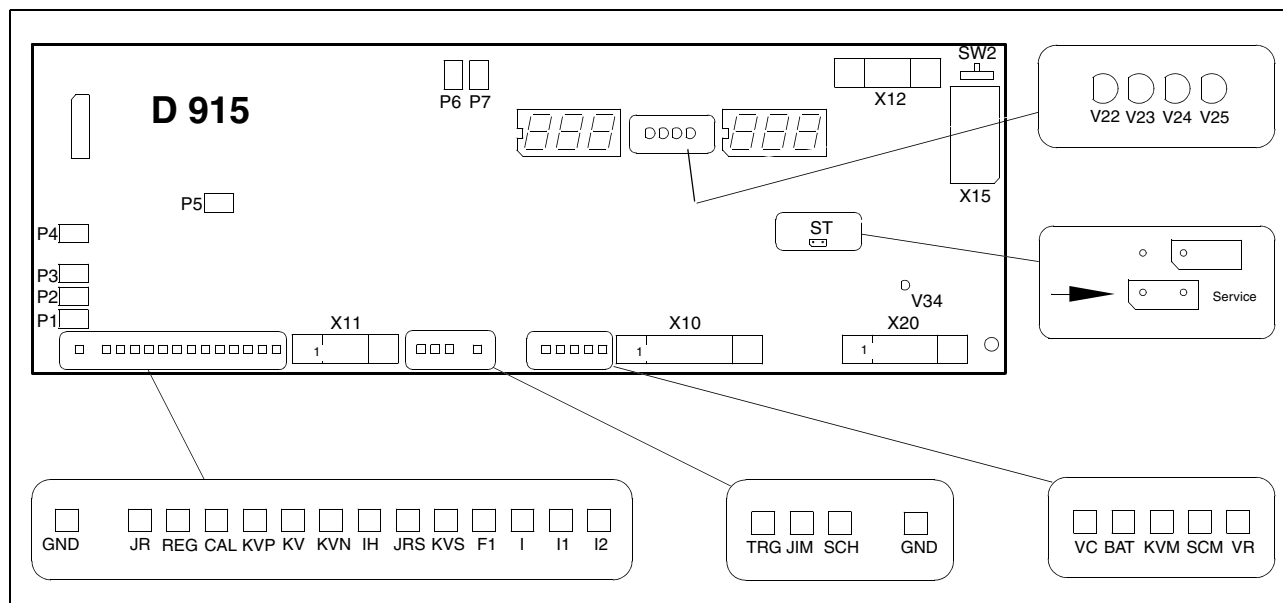 SW2
P6 P7
X12
D 915
V22 V23 V24 V25
P5
X15
P4
ST
P3
P2
V34
Service
P1
X11
X10
X20
1
1
1
GND JR REG CAL KVP KV KVN IH JRS KVS F1 I I1 I2
TRG JIM SCH GND
VC BAT KVM SCM VR